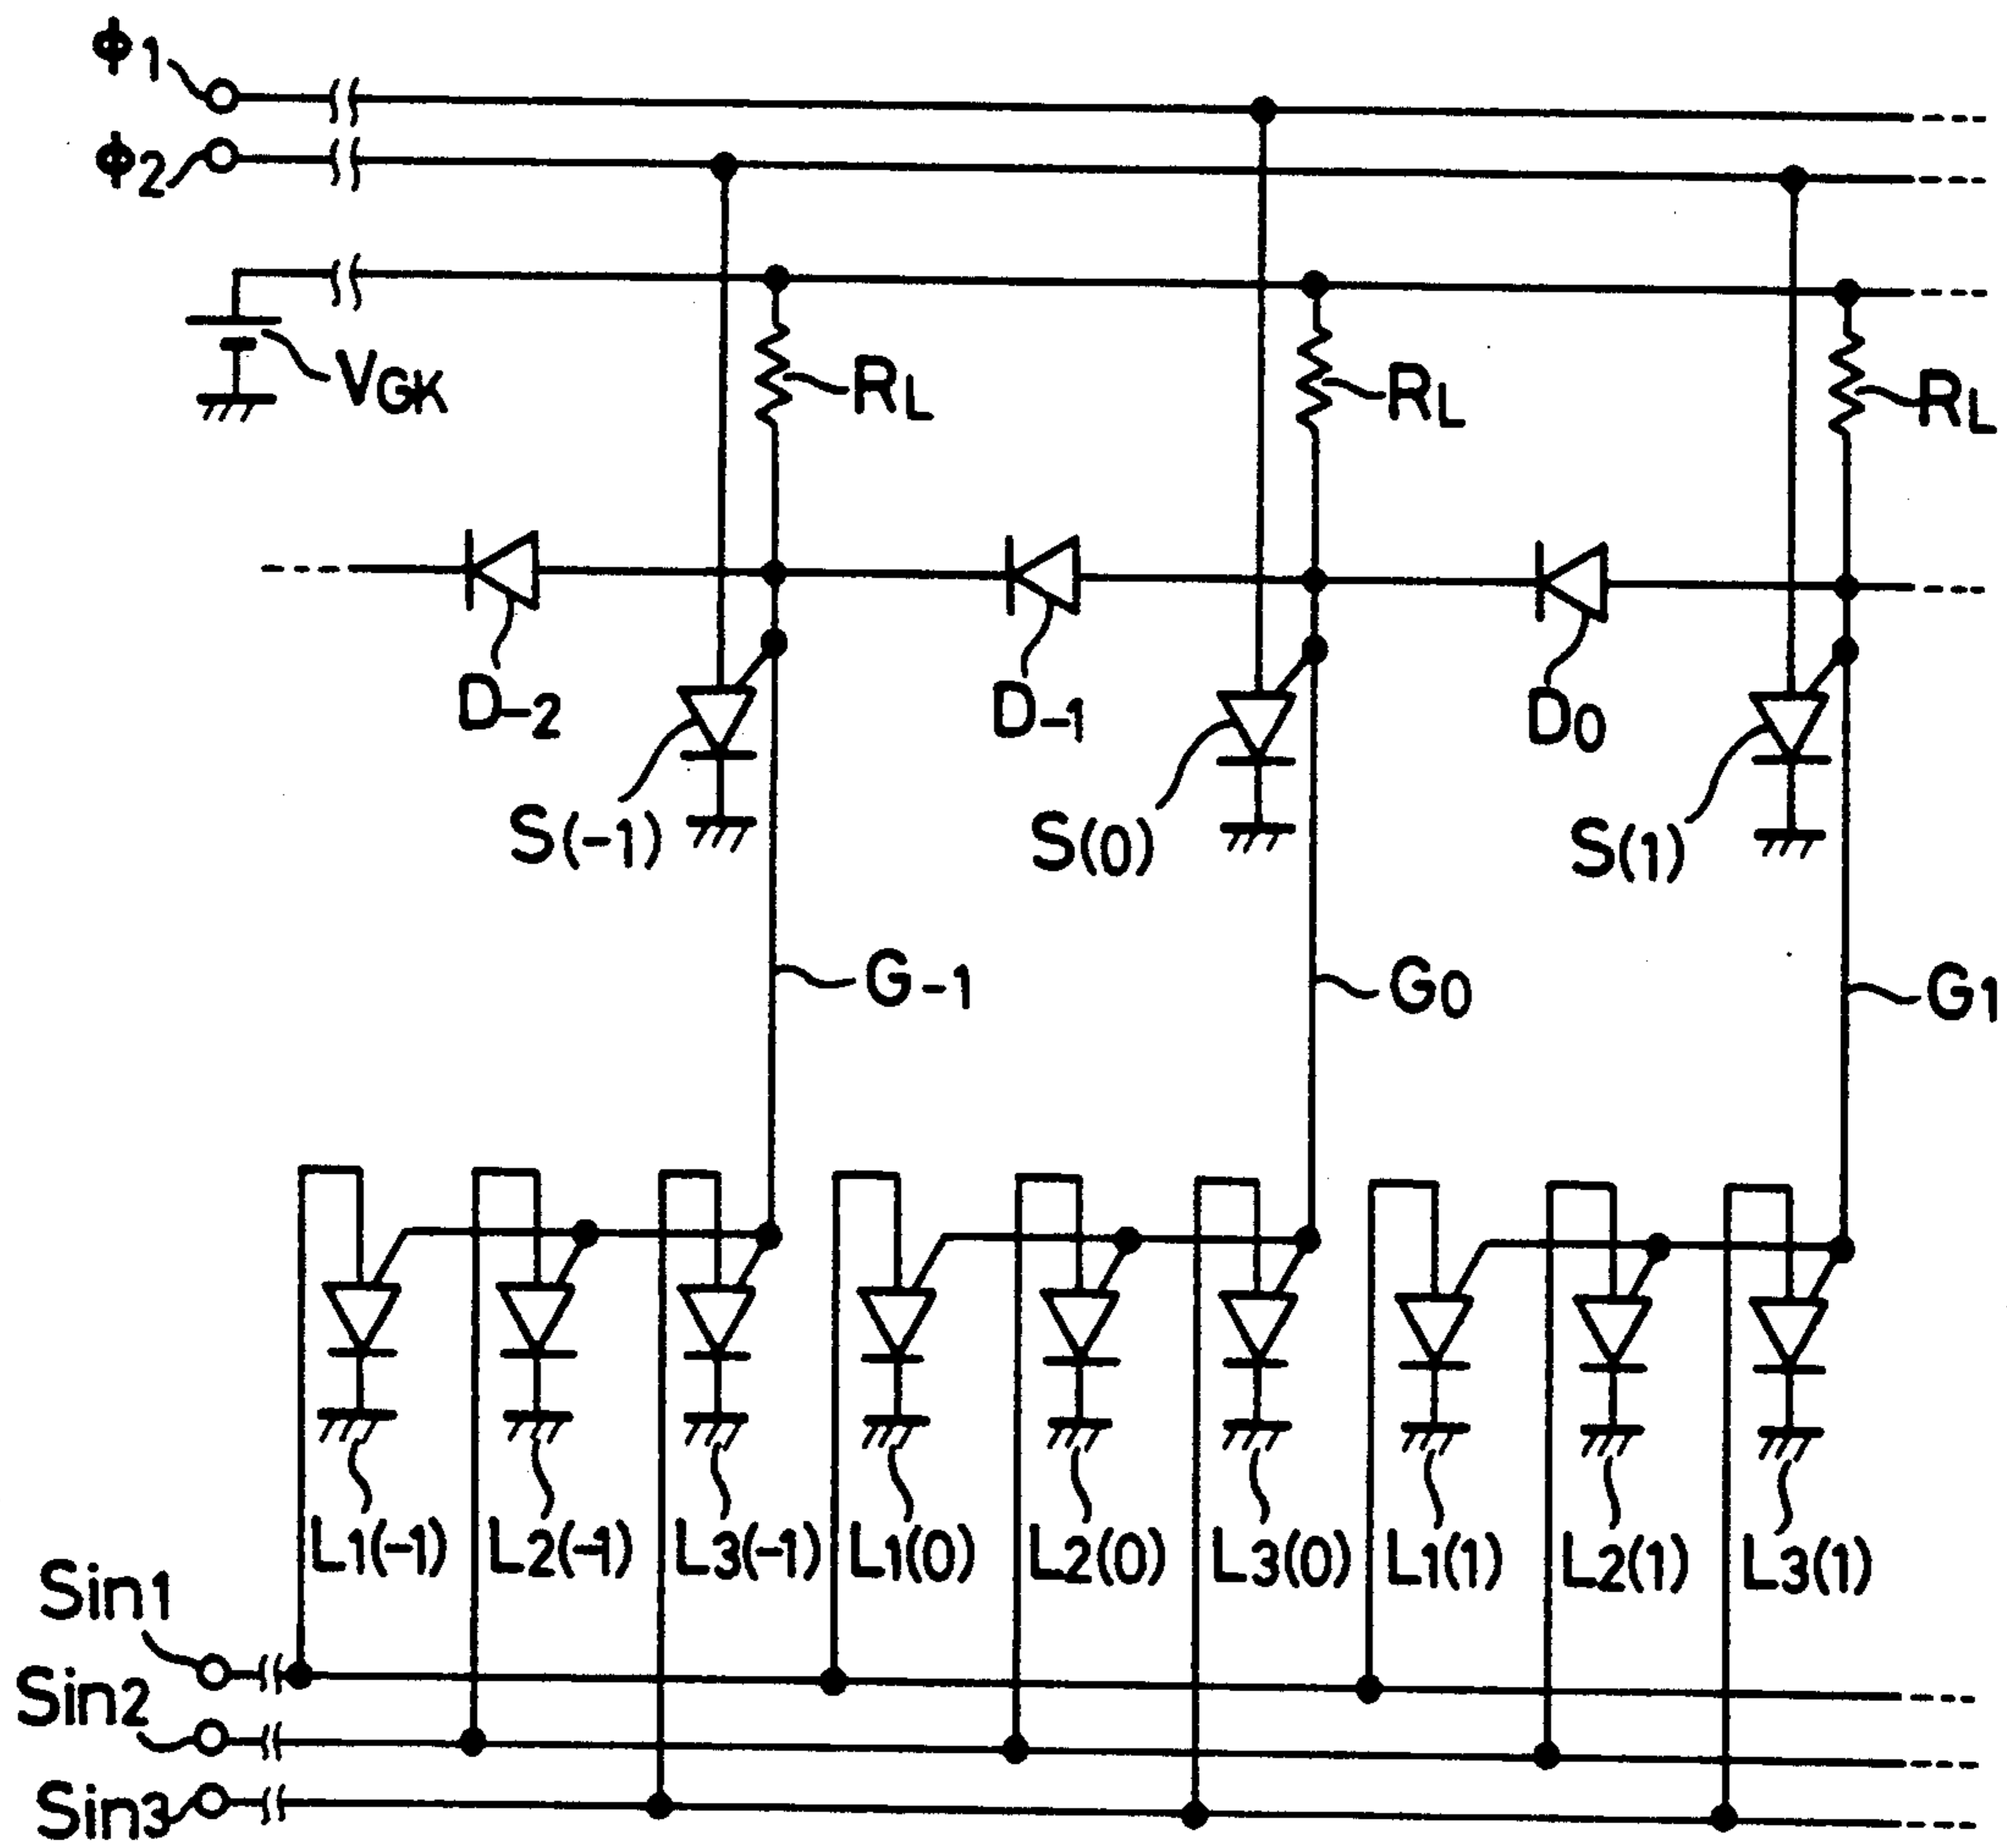 Φ1
Φ2
VGK
RL RL RL
D-2 D-1 D0
S(-1) S(0) S(1)
G-1 G0 G1
L1(-1) L2(-1) L3(-1) L1(0) L2(0) L3(0) L1(1) L2(1) L3(1)
Sin1
Sin2
Sin3